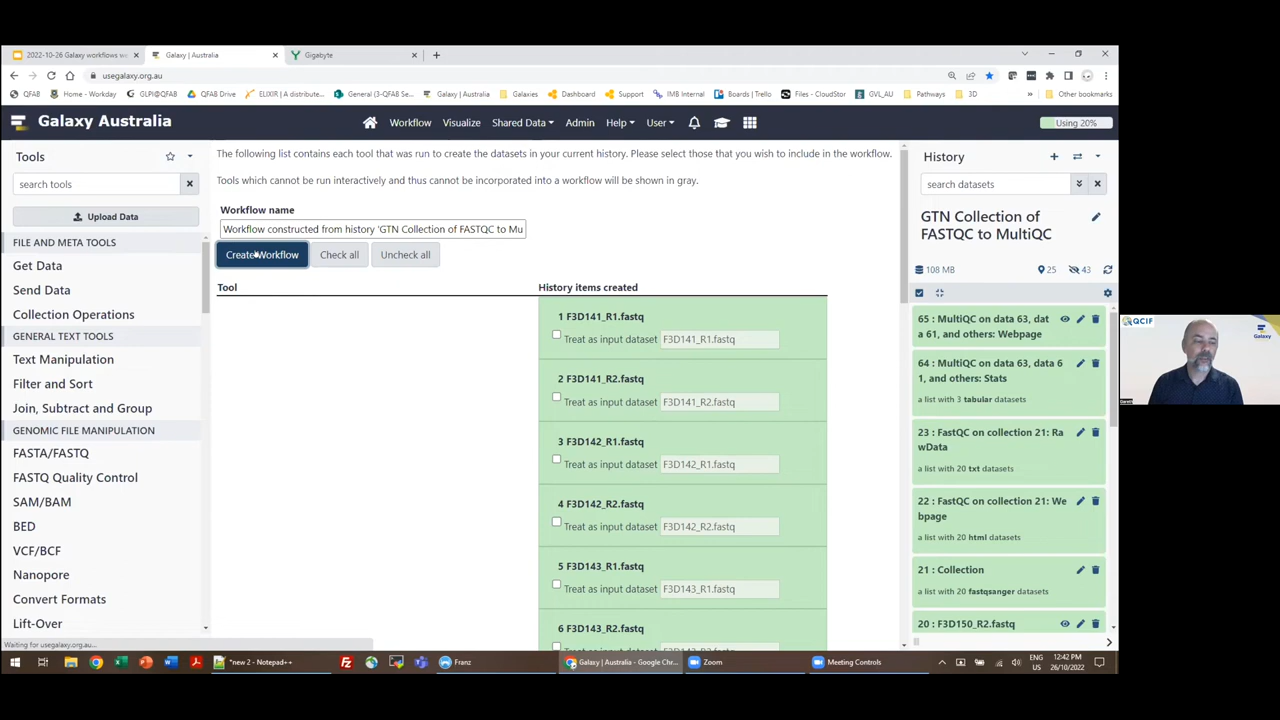 2022-10-26 Galaxy workflows we
Galaxy | Australia
Gigabyte
usegalaxy.org.au
QFAB
Home - Workday
GLPI@QFAB
QFAB Drive
ELIXIR | A distribute...
General (3-QFAB Se...
Galaxy | Australia
Galaxies
Dashboard
Support
IMB Internal
Boards | Trello
Files - CloudStor
GVL_AU
Pathways
3D
»
Other bookmarks
Galaxy Australia
Workflow
Visualize
Shared Data
Admin
Help
User
Using 20%
Tools
search tools
Upload Data
FILE AND META TOOLS
Get Data
Send Data
Collection Operations
GENERAL TEXT TOOLS
Text Manipulation
Filter and Sort
Join, Subtract and Group
GENOMIC FILE MANIPULATION
FASTA/FASTQ
FASTQ Quality Control
SAM/BAM
BED
VCF/BCF
Nanopore
Convert Formats
Lift-Over
Waiting for usegalaxy.org.au...
The following list contains each tool that was run to create the datasets in your current history. Please select those that you wish to include in the workflow.
Tools which cannot be run interactively and thus cannot be incorporated into a workflow will be shown in gray.
Workflow name
Workflow constructed from history 'GTN Collection of FASTQC to Mu
Create Workflow
Check all
Uncheck all
Tool
History items created
1 F3D141_R1.fastq
Treat as input dataset F3D141_R1.fastq
2 F3D141_R2.fastq
Treat as input dataset F3D141_R2.fastq
3 F3D142_R1.fastq
Treat as input dataset F3D142_R1.fastq
4 F3D142_R2.fastq
Treat as input dataset F3D142_R2.fastq
5 F3D143_R1.fastq
Treat as input dataset F3D143_R1.fastq
6 F3D143_R2.fastq
History
search datasets
GTN Collection of
FASTQC to MultiQC
108 MB
25
43
65 : MultiQC on data 63, dat
a 61, and others: Webpage
64 : MultiQC on data 63, data 6
1, and others: Stats
a list with 3 tabular datasets
23 : FastQC on collection 21: Ra
wData
a list with 20 txt datasets
22 : FastQC on collection 21: We
bpage
a list with 20 html datasets
21 : Collection
a list with 20 fastqsanger datasets
20 : F3D150_R2.fastq
QCIF
Galaxy
*new 2 - Notepad++
Franz
Galaxy | Australia - Google Chr...
Zoom
Meeting Controls
ENG
US
12:42 PM
26/10/2022